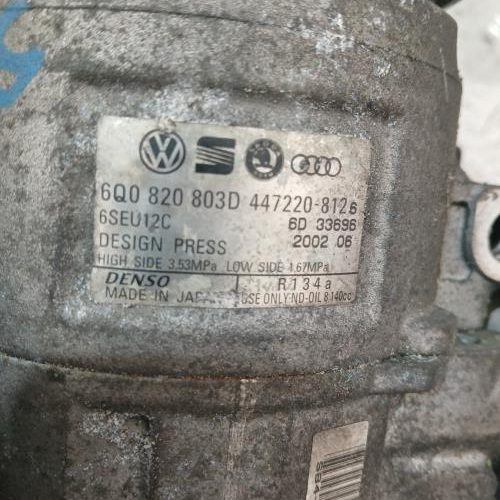 6Q0 820 803D 447220-8126
6SEU12C 6D 33696
DESIGN PRESS 2002 06
HIGH SIDE 3.53MPa LOW SIDE 1.67MPa
DENSO R134a
MADE IN JAPAN USE ONLY ND-OIL 8 140cc